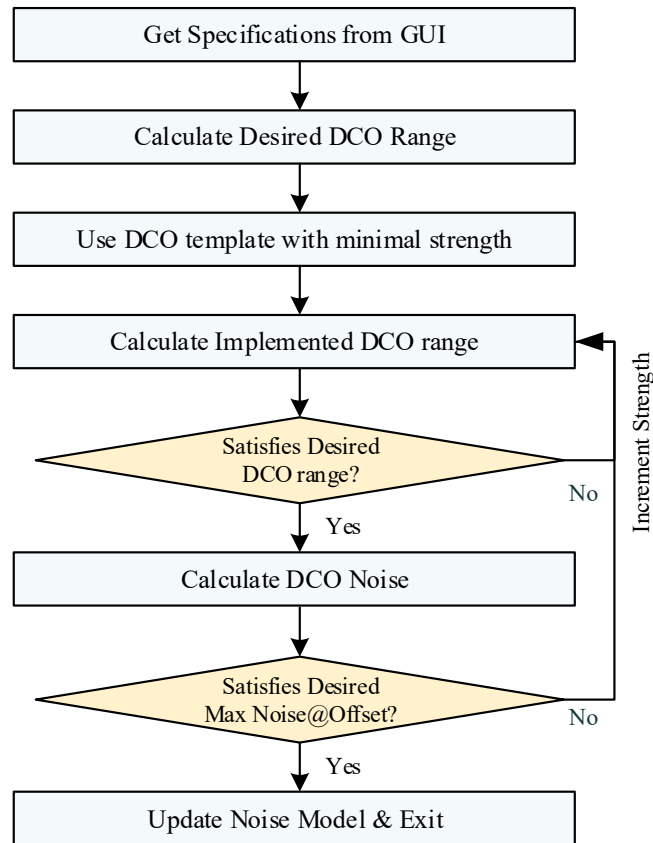 Get Specifications from GUI
Calculate Desired DCO Range
Use DCO template with minimal strength
Calculate Implemented DCO range
Satisfies Desired
DCO range?
No
Increment Strength
Yes
Calculate DCO Noise
Satisfies Desired
Max Noise@Offset?
No
Yes
Update Noise Model & Exit